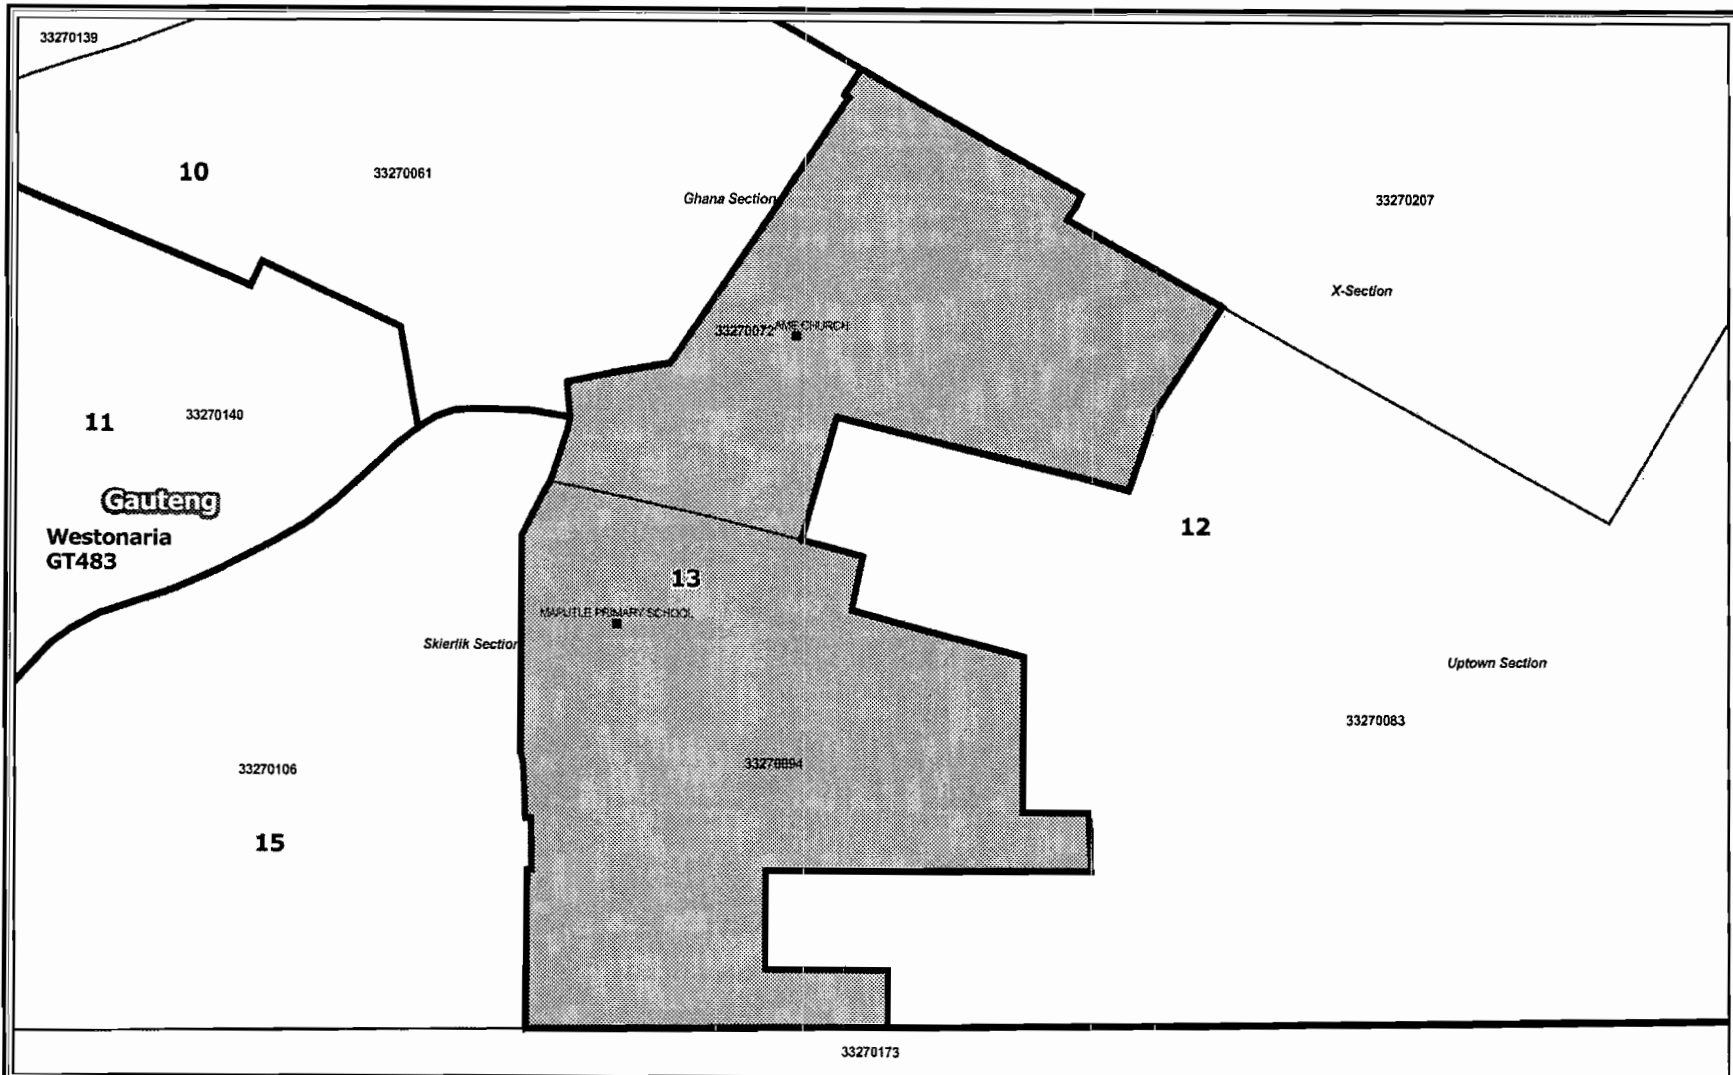 33270139
10
33270061
Ghana Section
33270207
X-Section
33270072
AME CHURCH
11
33270140
Gauteng
Westonaria
GT483
12
13
PRIMARY SCHOOL
Skierlik Section
Uptown Section
33270083
33270094
33270106
15
33270173